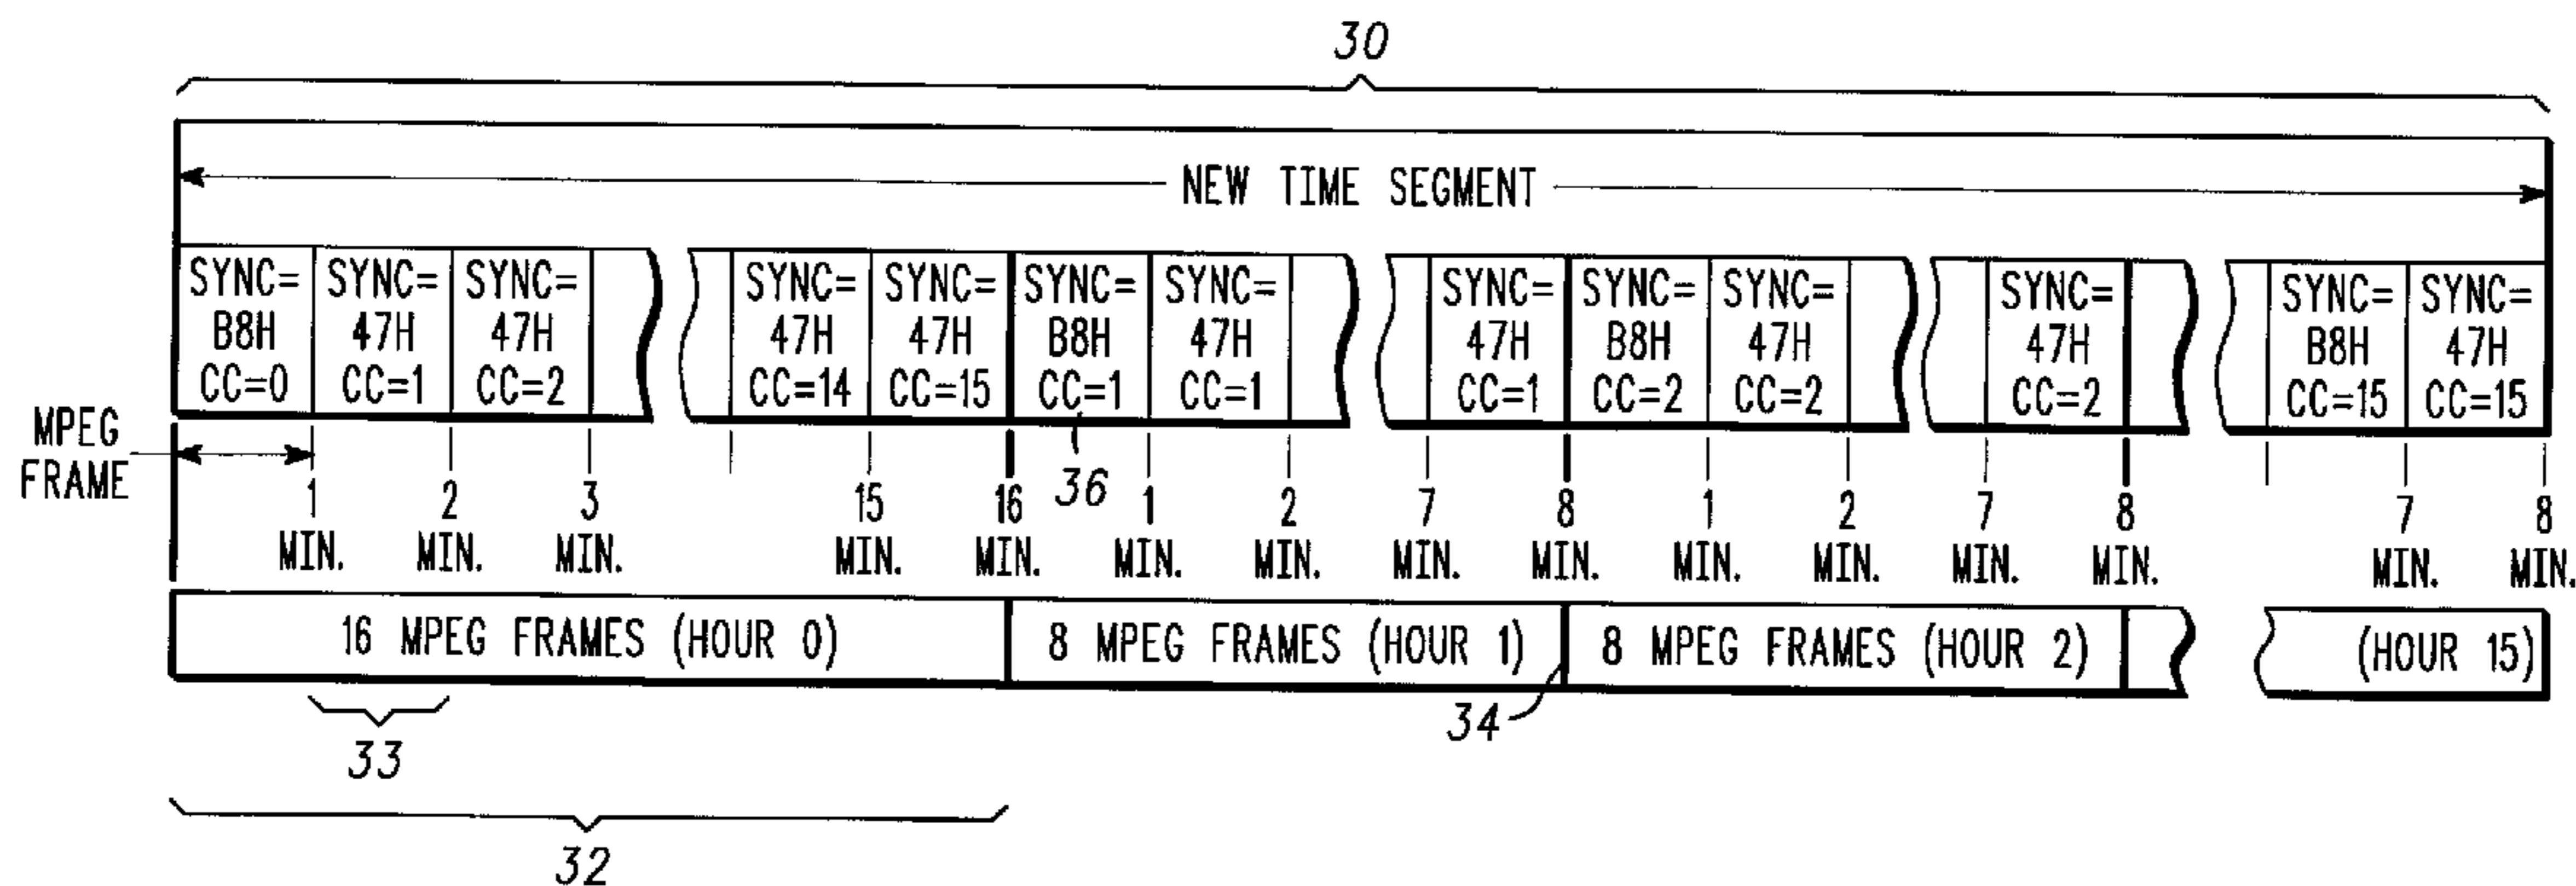 30
NEW TIME SEGMENT
SYNC= SYNC= SYNC= SYNC= SYNC= SYNC= SYNC= SYNC= SYNC= SYNC= SYNC= SYNC= SYNC=
B8H 47H 47H 47H 47H B8H 47H 47H B8H 47H 47H B8H 47H
CC=0 CC=1 CC=2 CC=14 CC=15 CC=1 CC=1 CC=1 CC=2 CC=2 CC=2 CC=15 CC=15
MPEG
FRAME
36
1 2 3 15 16 1 2 7 8 1 2 7 8 7 8
MIN. MIN. MIN. MIN. MIN. MIN. MIN. MIN. MIN. MIN. MIN. MIN. MIN. MIN. MIN.
16 MPEG FRAMES (HOUR 0) 8 MPEG FRAMES (HOUR 1) 8 MPEG FRAMES (HOUR 2) (HOUR 15)
33
34
32